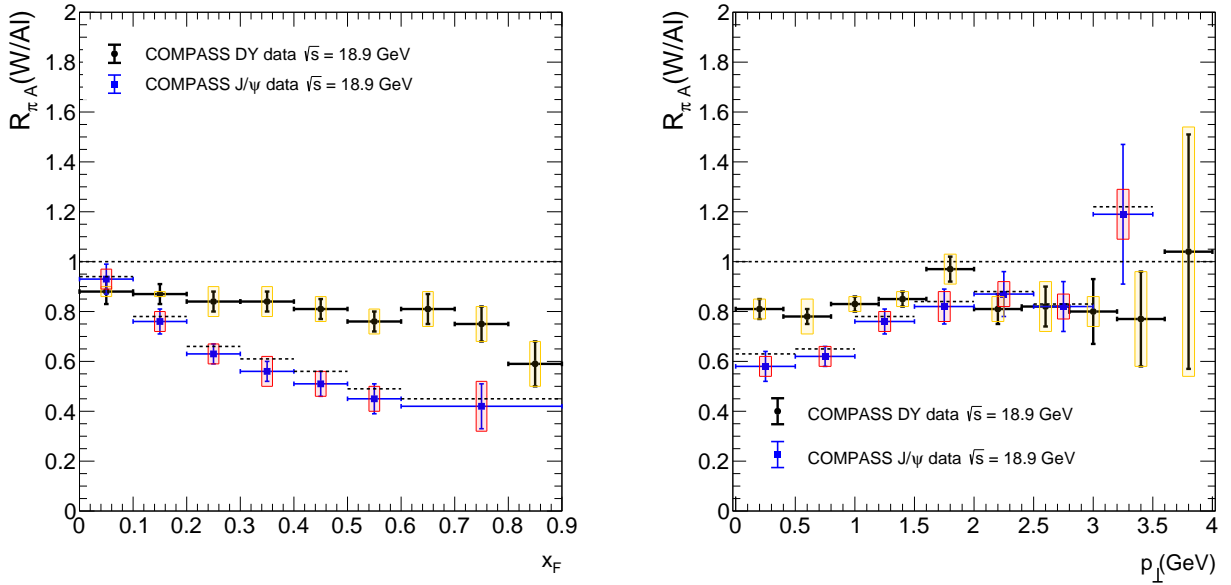 R_{π A}(W/Al)
2
1.8
1.6
1.4
1.2
1
0.8
0.6
0.4
0.2
0
COMPASS DY data √s = 18.9 GeV
COMPASS J/ψ data √s = 18.9 GeV
0 0.1 0.2 0.3 0.4 0.5 0.6 0.7 0.8 0.9
x_F
R_{π A}(W/Al)
2
1.8
1.6
1.4
1.2
1
0.8
0.6
0.4
0.2
0
COMPASS DY data √s = 18.9 GeV
COMPASS J/ψ data √s = 18.9 GeV
0 0.5 1 1.5 2 2.5 3 3.5 4
p_⊥(GeV)